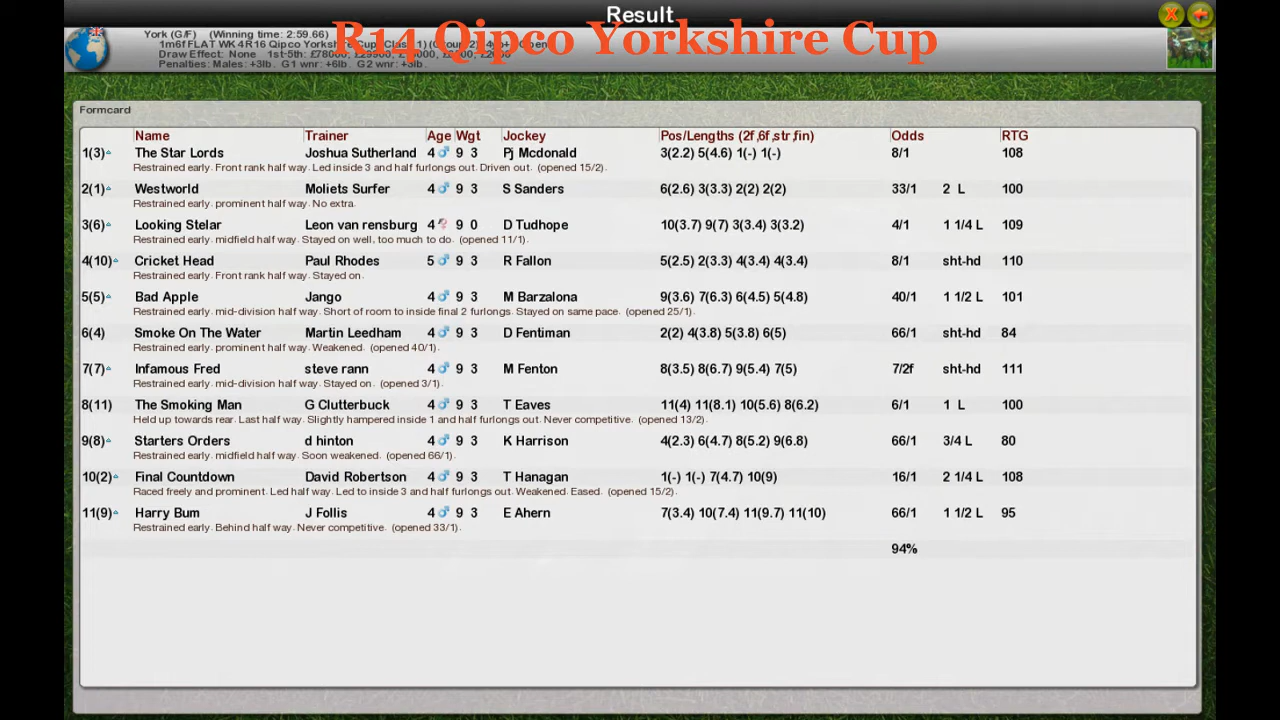 Result
R14 Qipco Yorkshire Cup
York (G/F) (Winning time: 2:59.66)
1m6f FLAT WK 4 R16 Qipco Yorkshire Cup (Class 1) (Group 2)
Draw Effect: None 1st-5th:
Penalties: Males: +3lb. G1 wnr: +6lb. G2 wnr: +3lb.
Formcard
Name Trainer Age Wgt Jockey Pos/Lengths (2f,6f,str,fin) Odds RTG
1(3) The Star Lords Joshua Sutherland 4 9 3 Pj Mcdonald 3(2.2) 5(4.6) 1(-) 1(-) 8/1 108
Restrained early. Front rank half way. Led inside 3 and half furlongs out. Driven out. (opened 15/2).
2(1) Westworld Moliets Surfer 4 9 3 S Sanders 6(2.6) 3(3.3) 2(2) 2(2) 33/1 2 L 100
Restrained early. prominent half way. No extra.
3(6) Looking Stelar Leon van rensburg 4 9 0 D Tudhope 10(3.7) 9(7) 3(3.4) 3(3.2) 4/1 1 1/4 L 109
Restrained early. midfield half way. Stayed on well, too much to do. (opened 11/1).
4(10) Cricket Head Paul Rhodes 5 9 3 R Fallon 5(2.5) 2(3.3) 4(3.4) 4(3.4) 8/1 sht-hd 110
Restrained early. Front rank half way. Stayed on.
5(5) Bad Apple Jango 4 9 3 M Barzalona 9(3.6) 7(6.3) 6(4.5) 5(4.8) 40/1 1 1/2 L 101
Restrained early. mid-division half way. Short of room to inside final 2 furlongs. Stayed on same pace. (opened 25/1).
6(4) Smoke On The Water Martin Leedham 4 9 3 D Fentiman 2(2) 4(3.8) 5(3.8) 6(5) 66/1 sht-hd 84
Restrained early. prominent half way. Weakened. (opened 40/1).
7(7) Infamous Fred steve rann 4 9 3 M Fenton 8(3.5) 8(6.7) 9(5.4) 7(5) 7/2f sht-hd 111
Restrained early. mid-division half way. Stayed on. (opened 3/1).
8(11) The Smoking Man G Clutterbuck 4 9 3 T Eaves 11(4) 11(8.1) 10(5.6) 8(6.2) 6/1 1 L 100
Held up towards rear. Last half way. Slightly hampered inside 1 and half furlongs out. Never competitive. (opened 13/2).
9(8) Starters Orders d hinton 4 9 3 K Harrison 4(2.3) 6(4.7) 8(5.2) 9(6.8) 66/1 3/4 L 80
Restrained early. midfield half way. Soon weakened. (opened 66/1).
10(2) Final Countdown David Robertson 4 9 3 T Hanagan 1(-) 1(-) 7(4.7) 10(9) 16/1 2 1/4 L 108
Raced freely and prominent. Led half way. Led to inside 3 and half furlongs out. Weakened. Eased. (opened 15/2).
11(9) Harry Bum J Follis 4 9 3 E Ahern 7(3.4) 10(7.4) 11(9.7) 11(10) 66/1 1 1/2 L 95
Restrained early. Behind half way. Never competitive. (opened 33/1).
94%